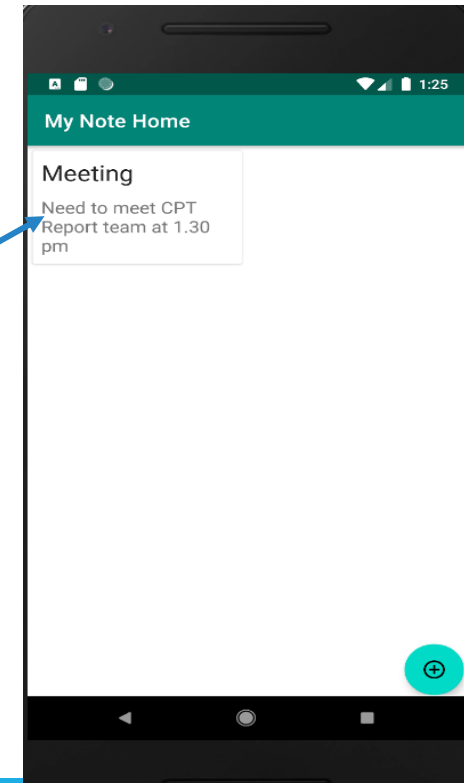 1:25
My Note Home
Meeting
Need to meet CPT
Report team at 1.30
pm